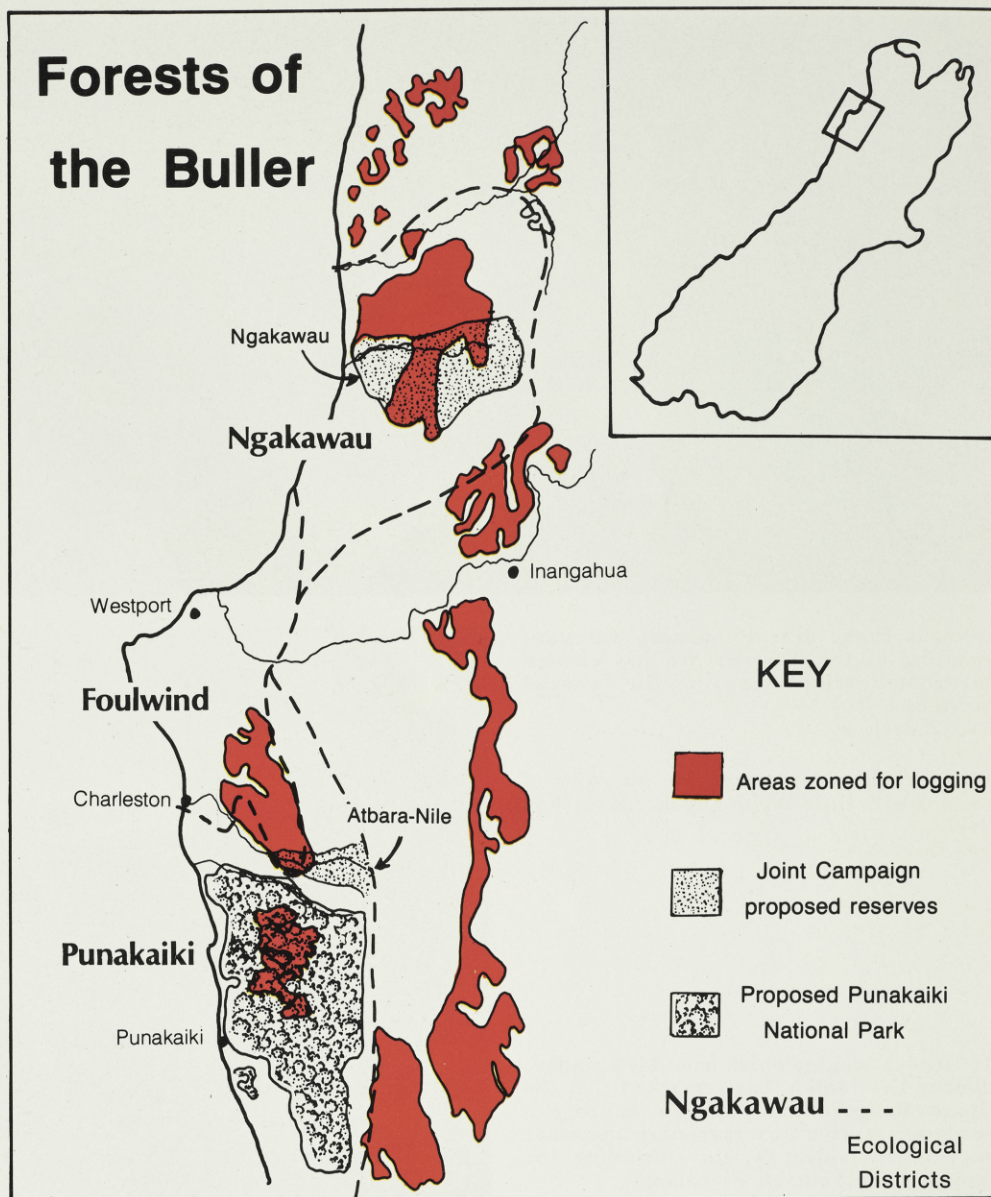 Forests of
the Buller
Ngakawau
Ngakawau
Inangahua
Westport
Foulwind
Charleston
Atbara-Nile
Punakaiki
Punakaiki
KEY
Areas zoned for logging
Joint Campaign
proposed reserves
Proposed Punakaiki
National Park
Ngakawau ---
Ecological
Districts